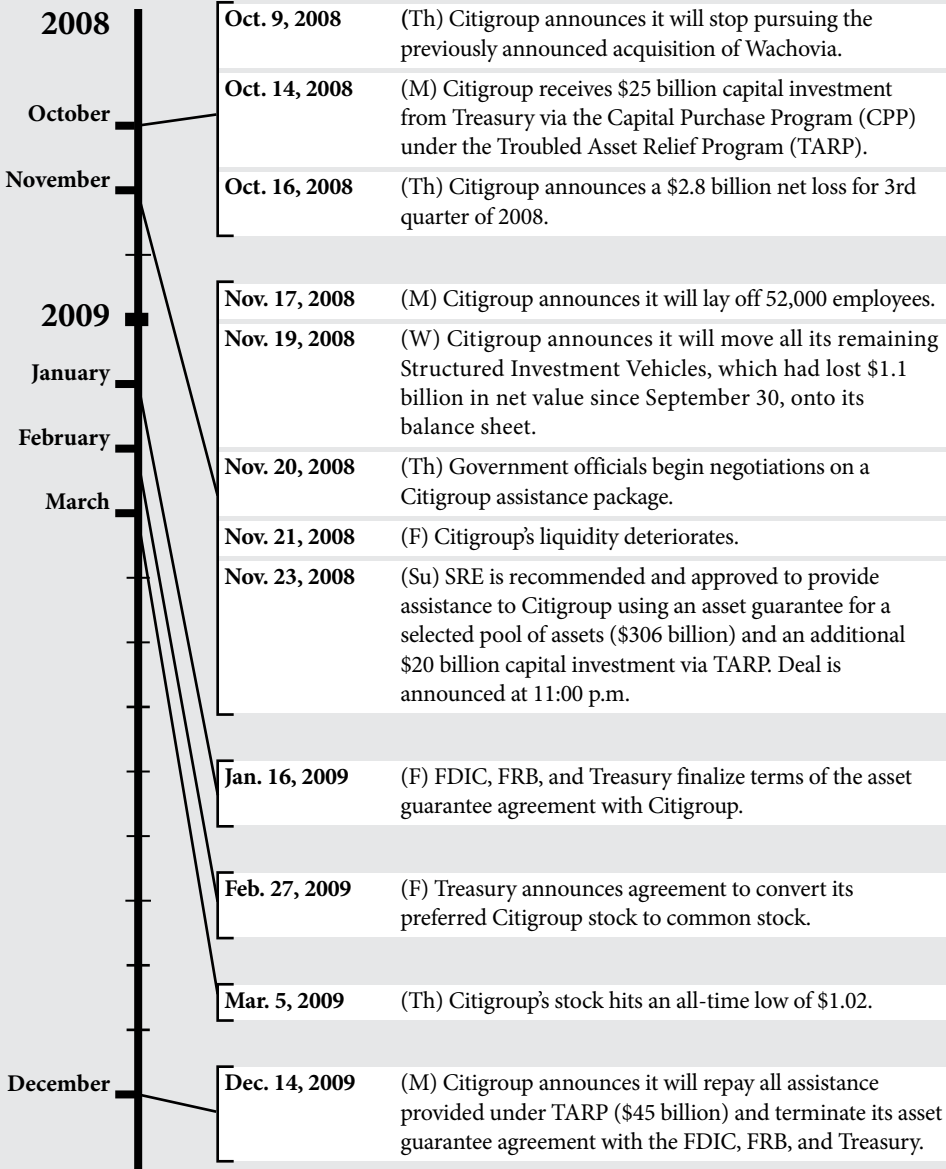 2008
October
November
2009
January
February
March
December
Oct. 9, 2008 (Th) Citigroup announces it will stop pursuing the
previously announced acquisition of Wachovia.
Oct. 14, 2008 (M) Citigroup receives $25 billion capital investment
from Treasury via the Capital Purchase Program (CPP)
under the Troubled Asset Relief Program (TARP).
Oct. 16, 2008 (Th) Citigroup announces a $2.8 billion net loss for 3rd
quarter of 2008.
Nov. 17, 2008 (M) Citigroup announces it will lay off 52,000 employees.
Nov. 19, 2008 (W) Citigroup announces it will move all its remaining
Structured Investment Vehicles, which had lost $1.1
billion in net value since September 30, onto its
balance sheet.
Nov. 20, 2008 (Th) Government officials begin negotiations on a
Citigroup assistance package.
Nov. 21, 2008 (F) Citigroup’s liquidity deteriorates.
Nov. 23, 2008 (Su) SRE is recommended and approved to provide
assistance to Citigroup using an asset guarantee for a
selected pool of assets ($306 billion) and an additional
$20 billion capital investment via TARP. Deal is
announced at 11:00 p.m.
Jan. 16, 2009 (F) FDIC, FRB, and Treasury finalize terms of the asset
guarantee agreement with Citigroup.
Feb. 27, 2009 (F) Treasury announces agreement to convert its
preferred Citigroup stock to common stock.
Mar. 5, 2009 (Th) Citigroup’s stock hits an all-time low of $1.02.
Dec. 14, 2009 (M) Citigroup announces it will repay all assistance
provided under TARP ($45 billion) and terminate its asset
guarantee agreement with the FDIC, FRB, and Treasury.